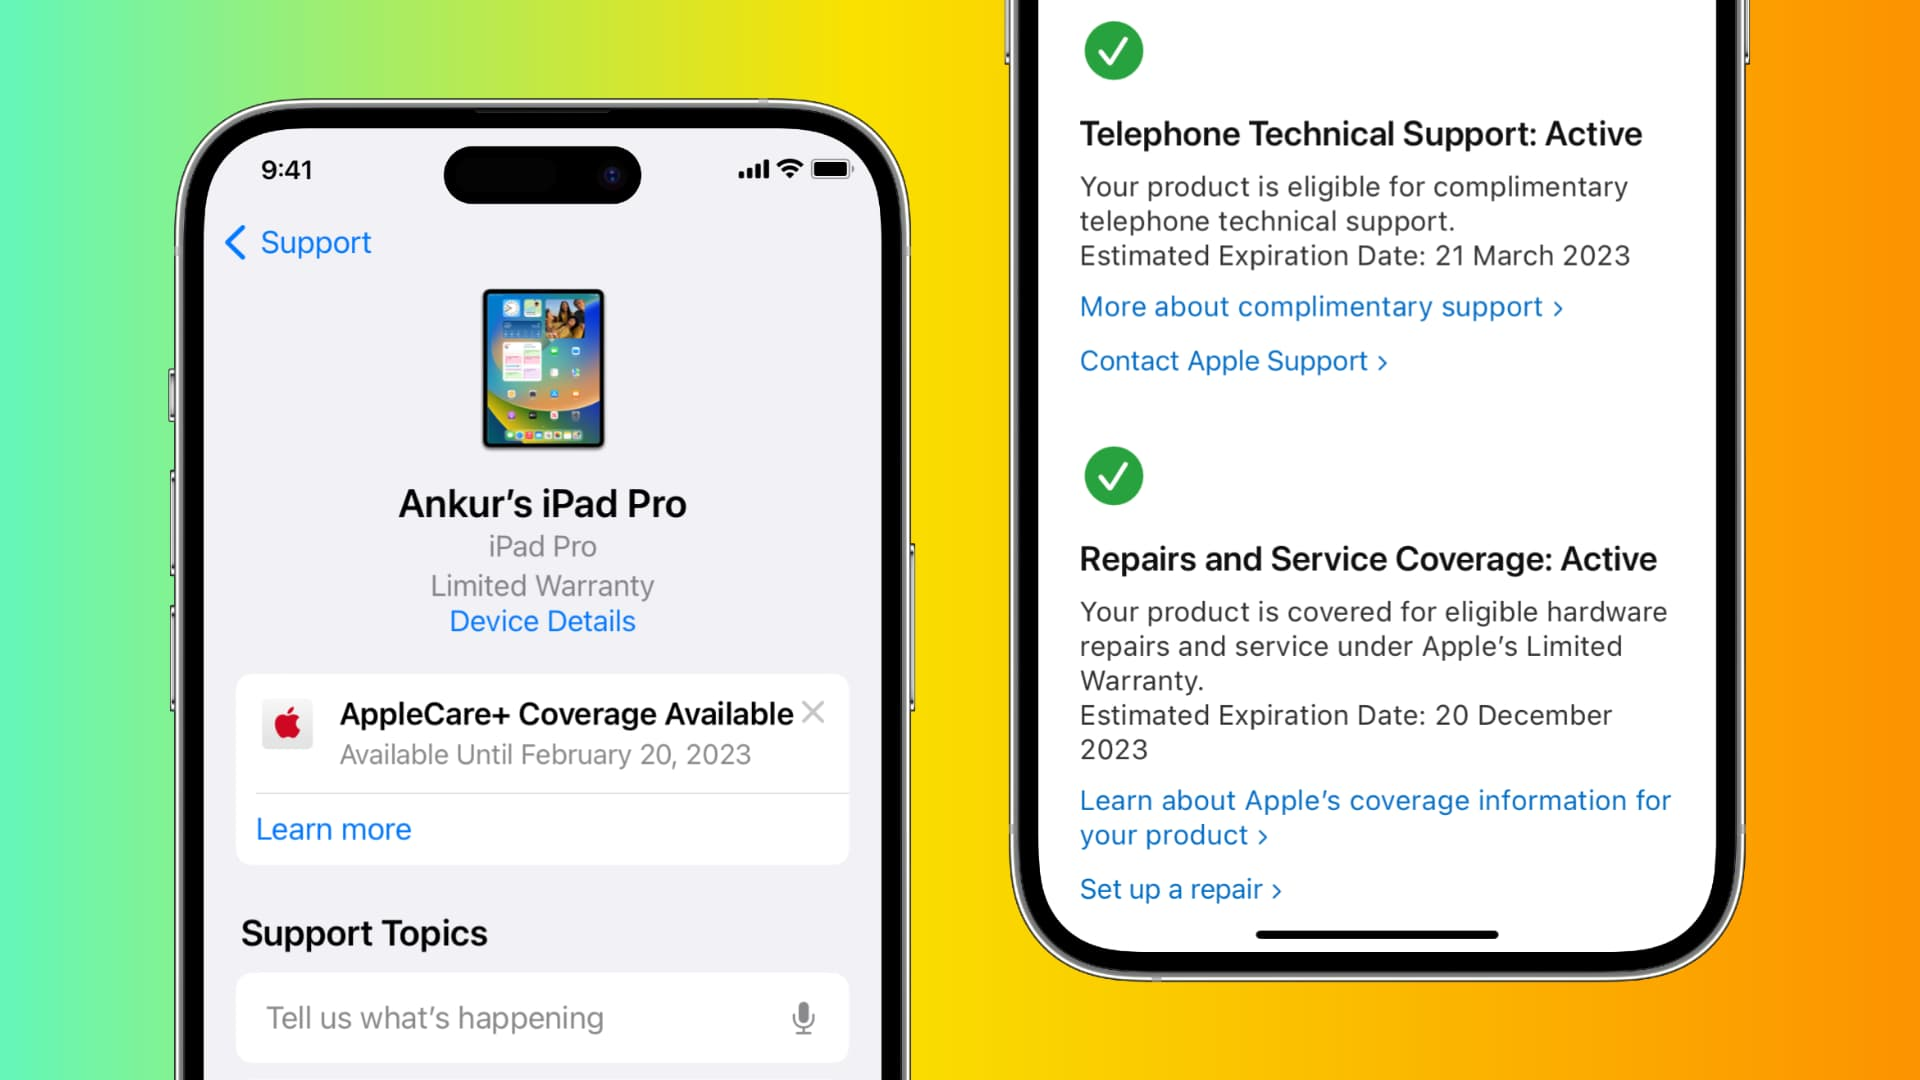 9:41
Support
Ankur’s iPad Pro
iPad Pro
Limited Warranty
Device Details
AppleCare+ Coverage Available
Available Until February 20, 2023
Learn more
Support Topics
Tell us what’s happening
Telephone Technical Support: Active
Your product is eligible for complimentary
telephone technical support.
Estimated Expiration Date: 21 March 2023
More about complimentary support ›
Contact Apple Support ›
Repairs and Service Coverage: Active
Your product is covered for eligible hardware
repairs and service under Apple’s Limited
Warranty.
Estimated Expiration Date: 20 December
2023
Learn about Apple’s coverage information for
your product ›
Set up a repair ›